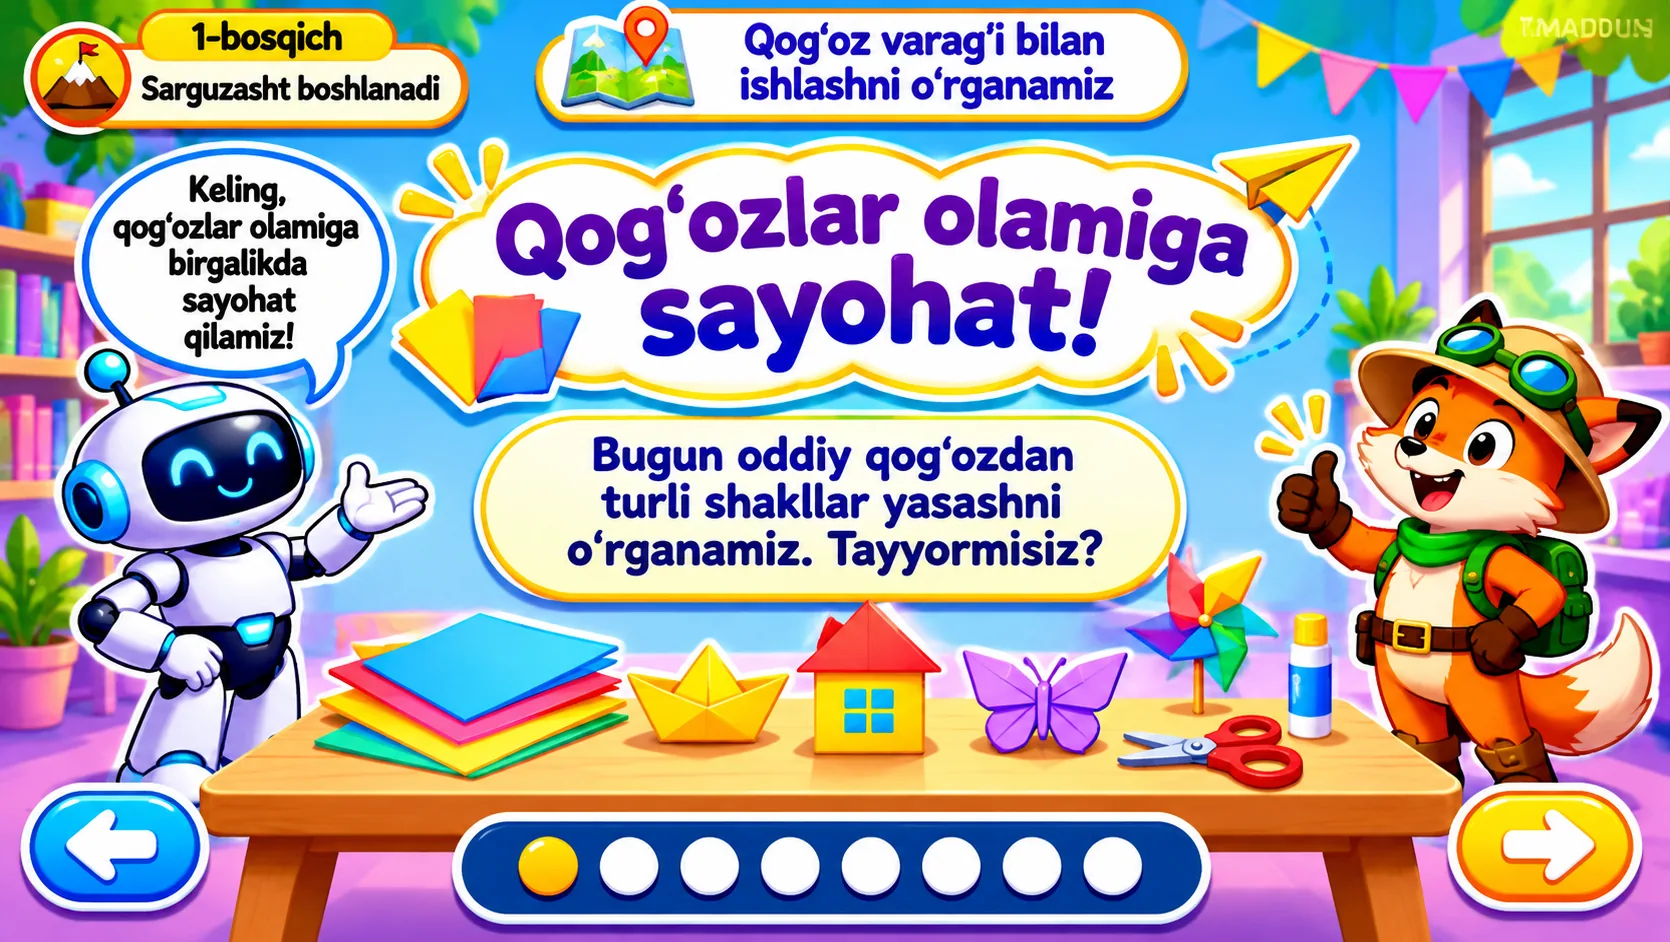 1-bosqich
Sarguzasht boshlanadi
Qog‘oz varag‘i bilan
ishlashni o‘rganamiz
Keling,
qog‘ozlar olamiga
birgalikda
sayohat
qilamiz!
Qog‘ozlar olamiga
sayohat!
Bugun oddiy qog‘ozdan
turli shakllar yasashni
o‘rganamiz. Tayyormisiz?